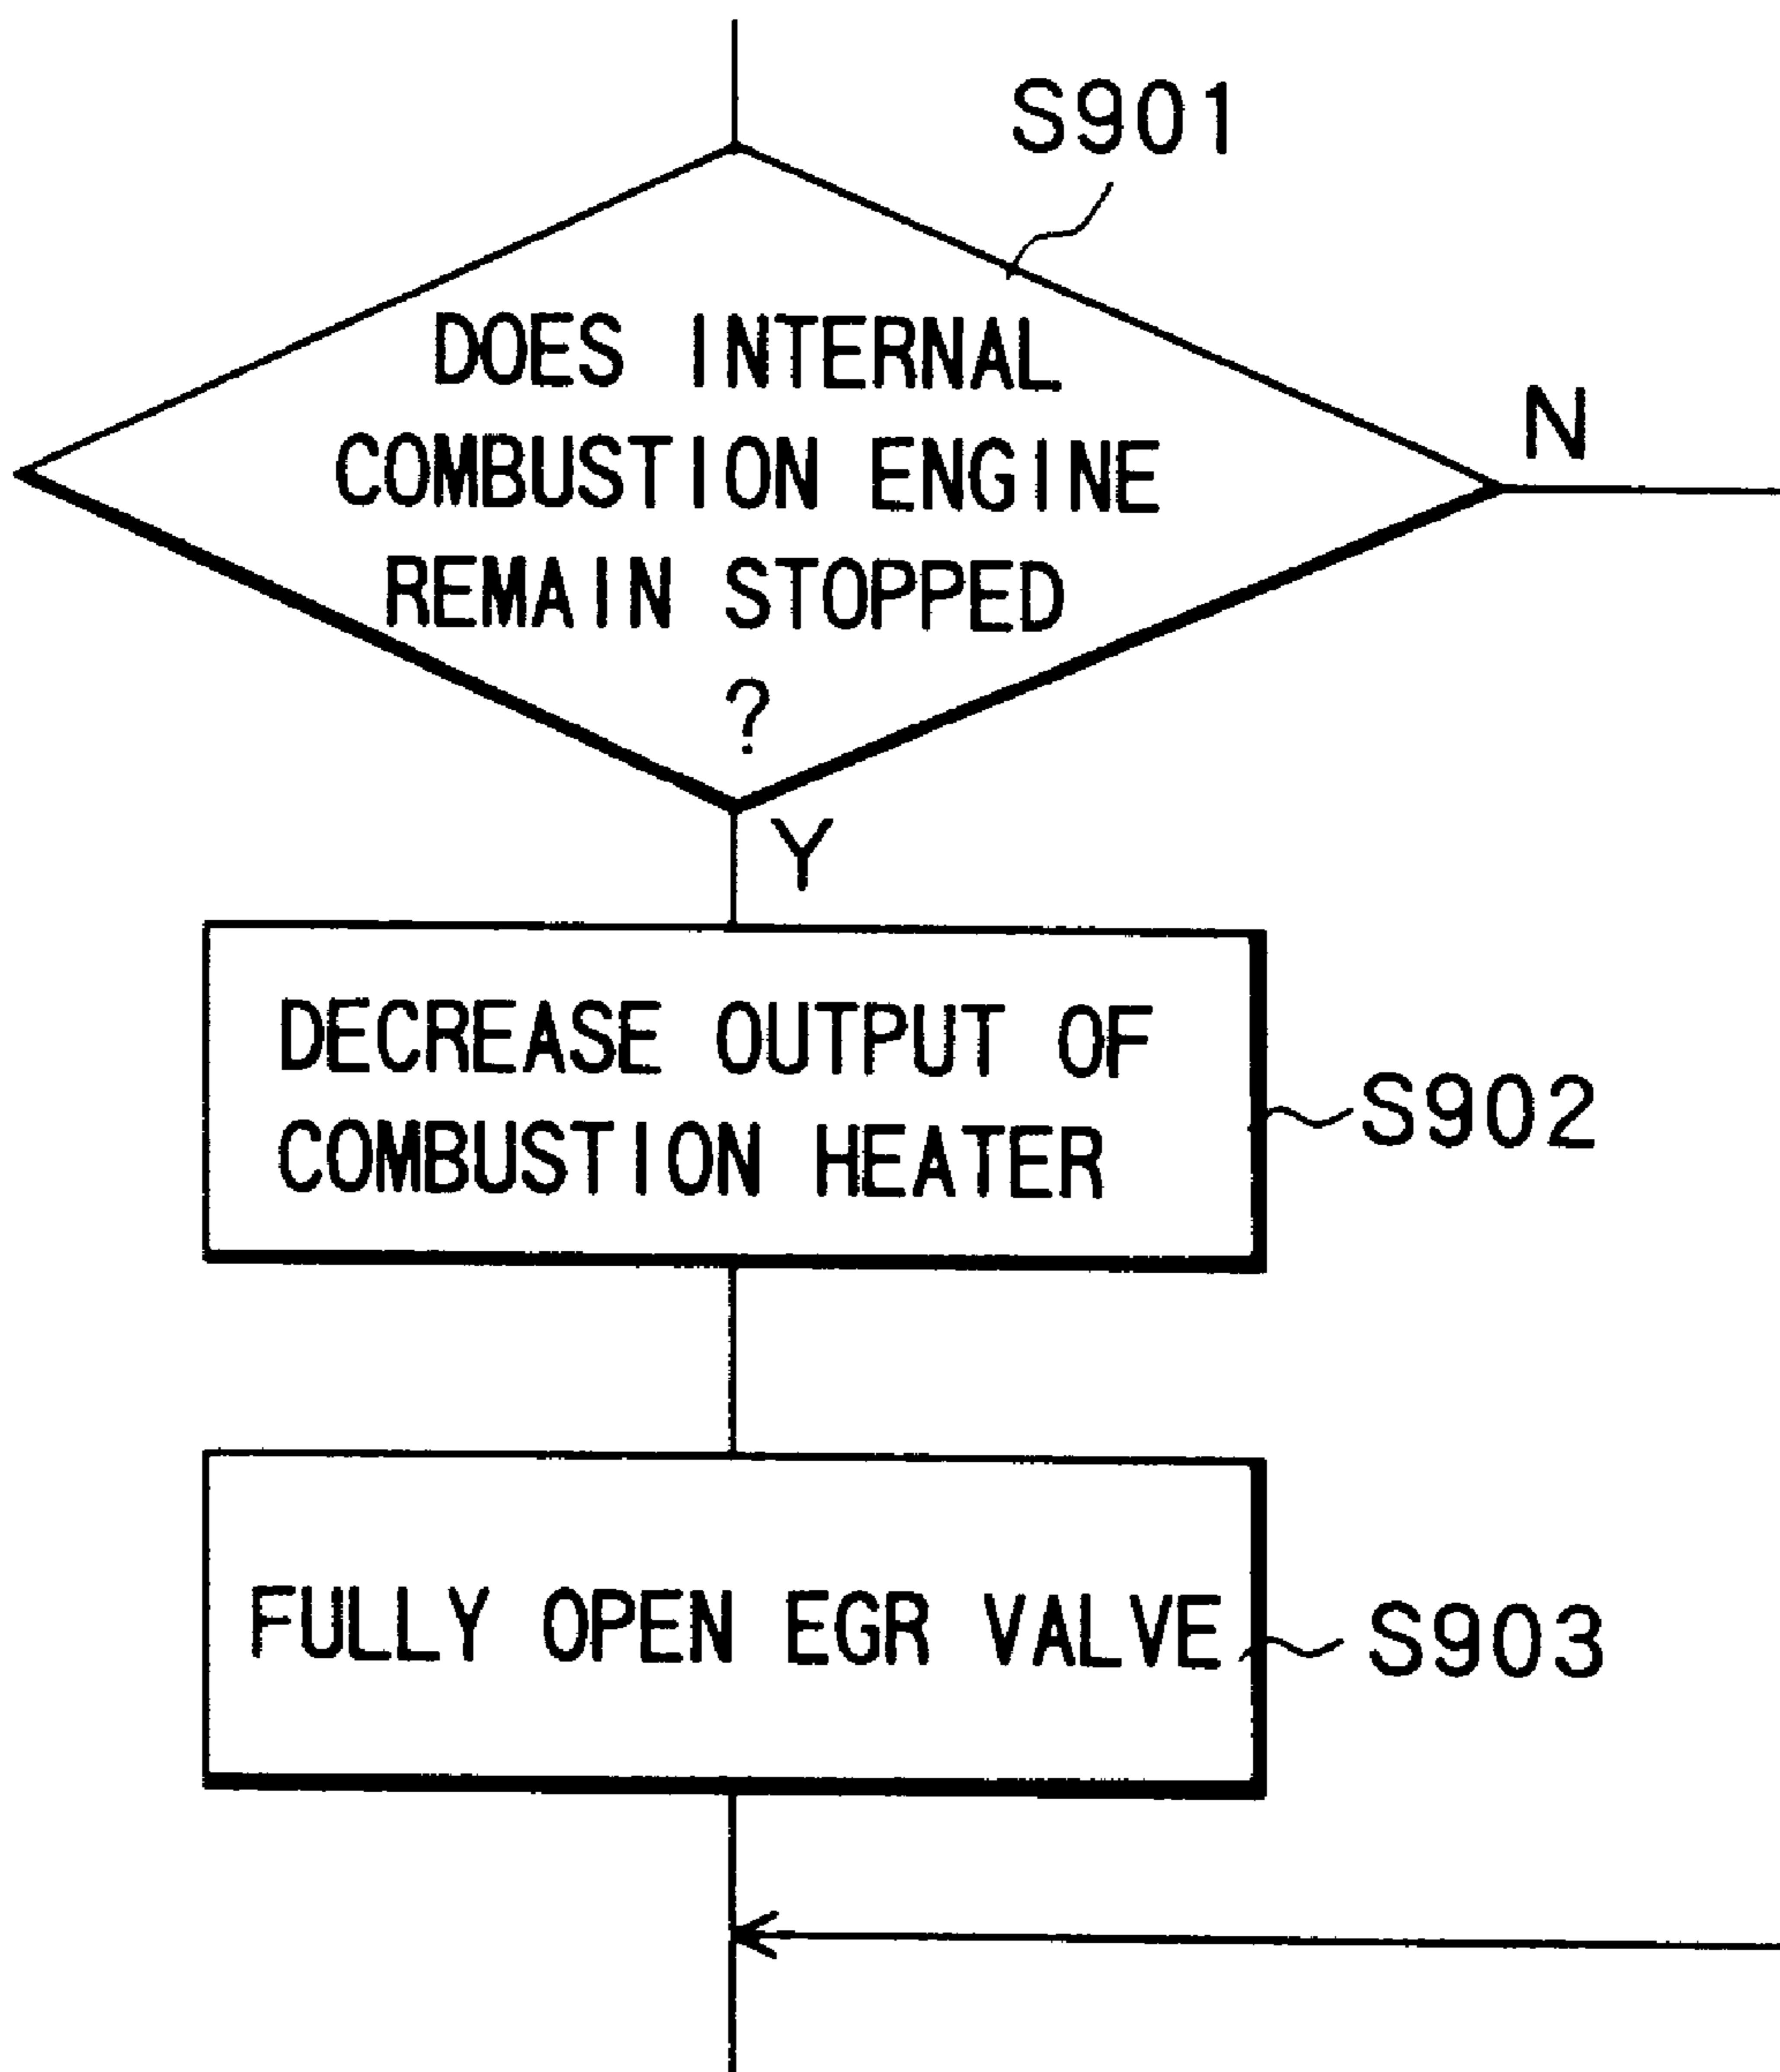 S901
DOES INTERNAL
COMBUSTION ENGINE
REMAIN STOPPED
?
N
Y
DECREASE OUTPUT OF
COMBUSTION HEATER
S902
FULLY OPEN EGR VALVE
S903